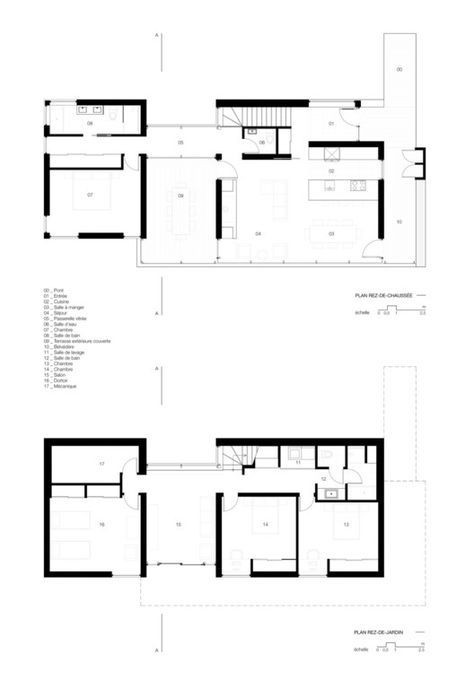 A
00
08
01
05
06
02
07
09
04
03
10
00 _ Pont
01 _ Entrée
02 _ Cuisine
03 _ Salle à manger
04 _ Séjour
05 _ Passerelle vitrée
06 _ Salle d'eau
07 _ Chambre
08 _ Salle de bain
09 _ Terrasse extérieure couverte
10 _ Belvédère
11 _ Salle de lavage
12 _ Salle de bain
13 _ Chambre
14 _ Chambre
15 _ Salon
16 _ Dortoir
17 _ Mécanique
PLAN REZ-DE-CHAUSSÉE
A
échelle 0 0,5 1 2,5 m
A
17
11
12
16
15
14
13
PLAN REZ-DE-JARDIN
A
échelle 0 0,5 1 2,5 m